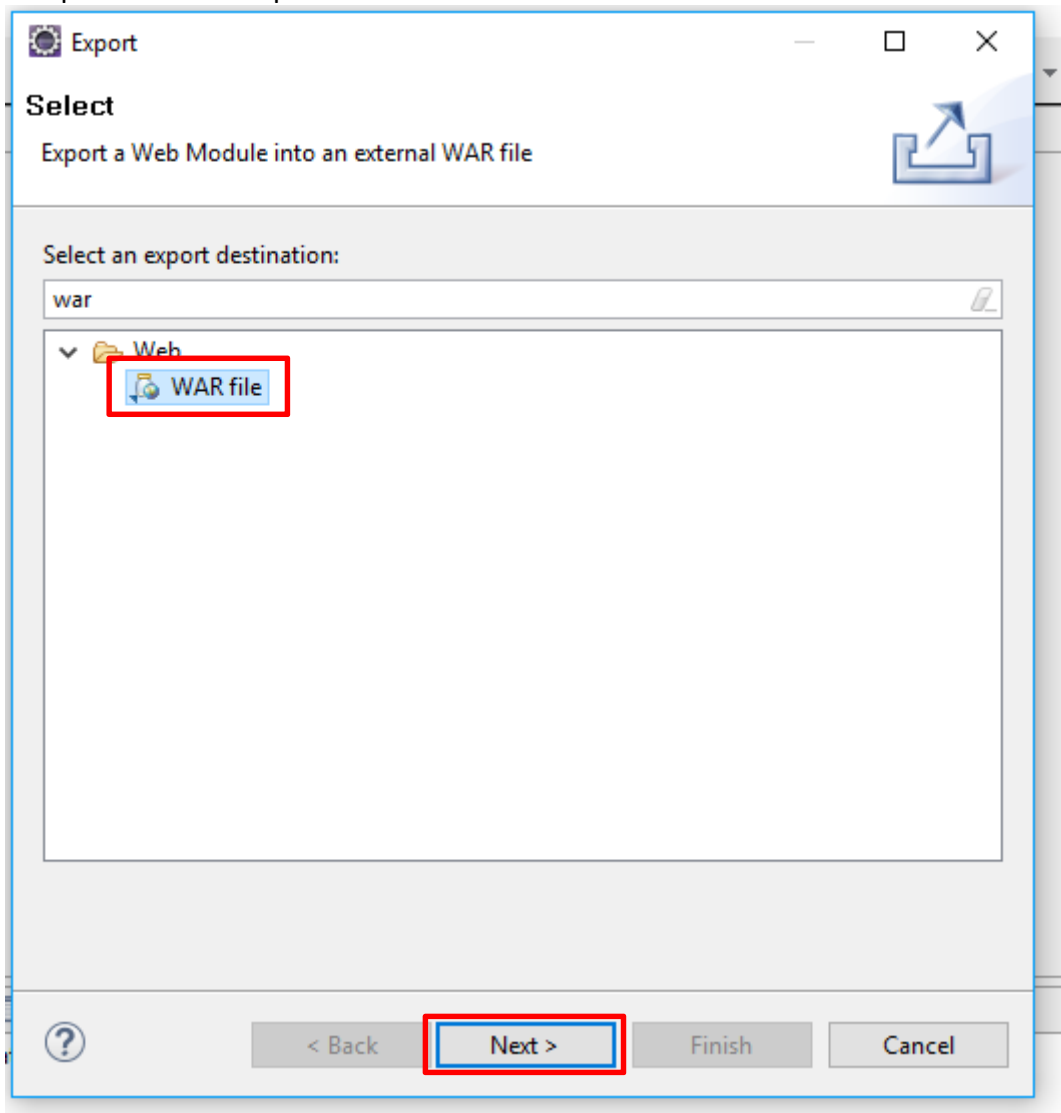 Export
Select
Export a Web Module into an external WAR file
Select an export destination:
war
Web
WAR file
< Back
Next >
Finish
Cancel